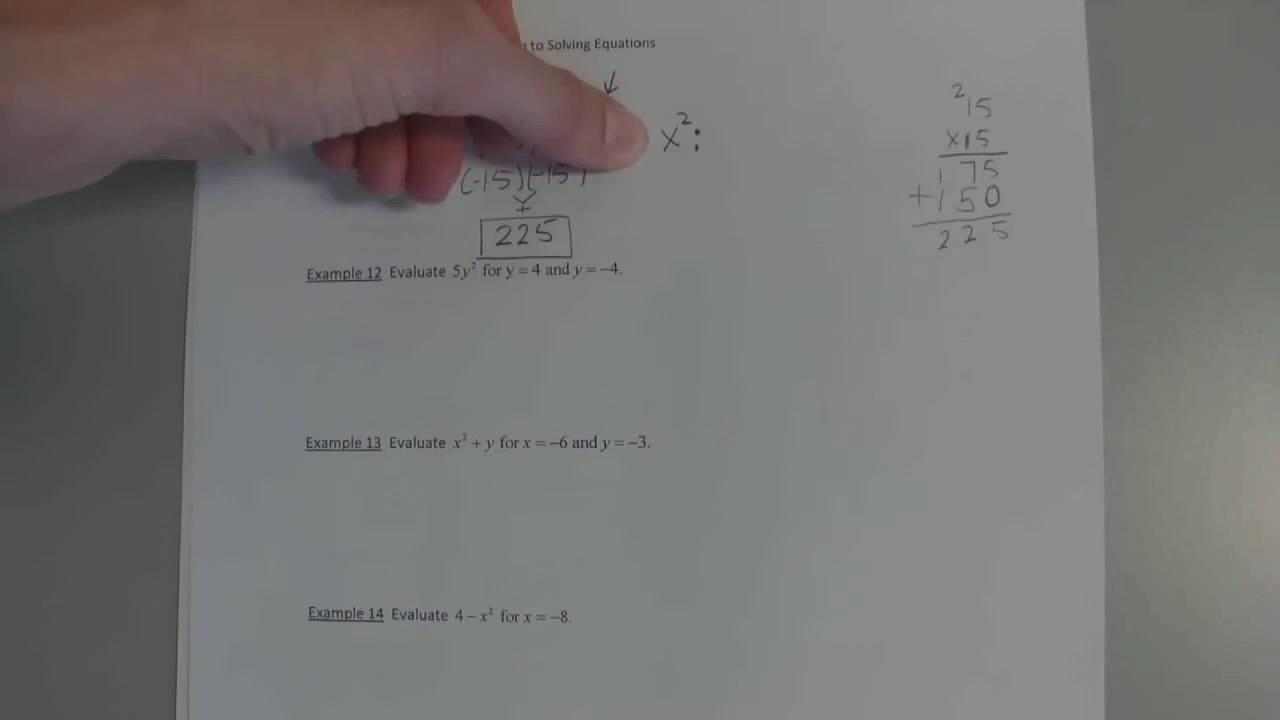 to Solving Equations
x²:
(-15)(-15)
+
225
2
15
x15
175
+150
225
Example 12 Evaluate 5y² for y = 4 and y = −4.
Example 13 Evaluate x² + y for x = −6 and y = −3.
Example 14 Evaluate 4 − x² for x = −8.